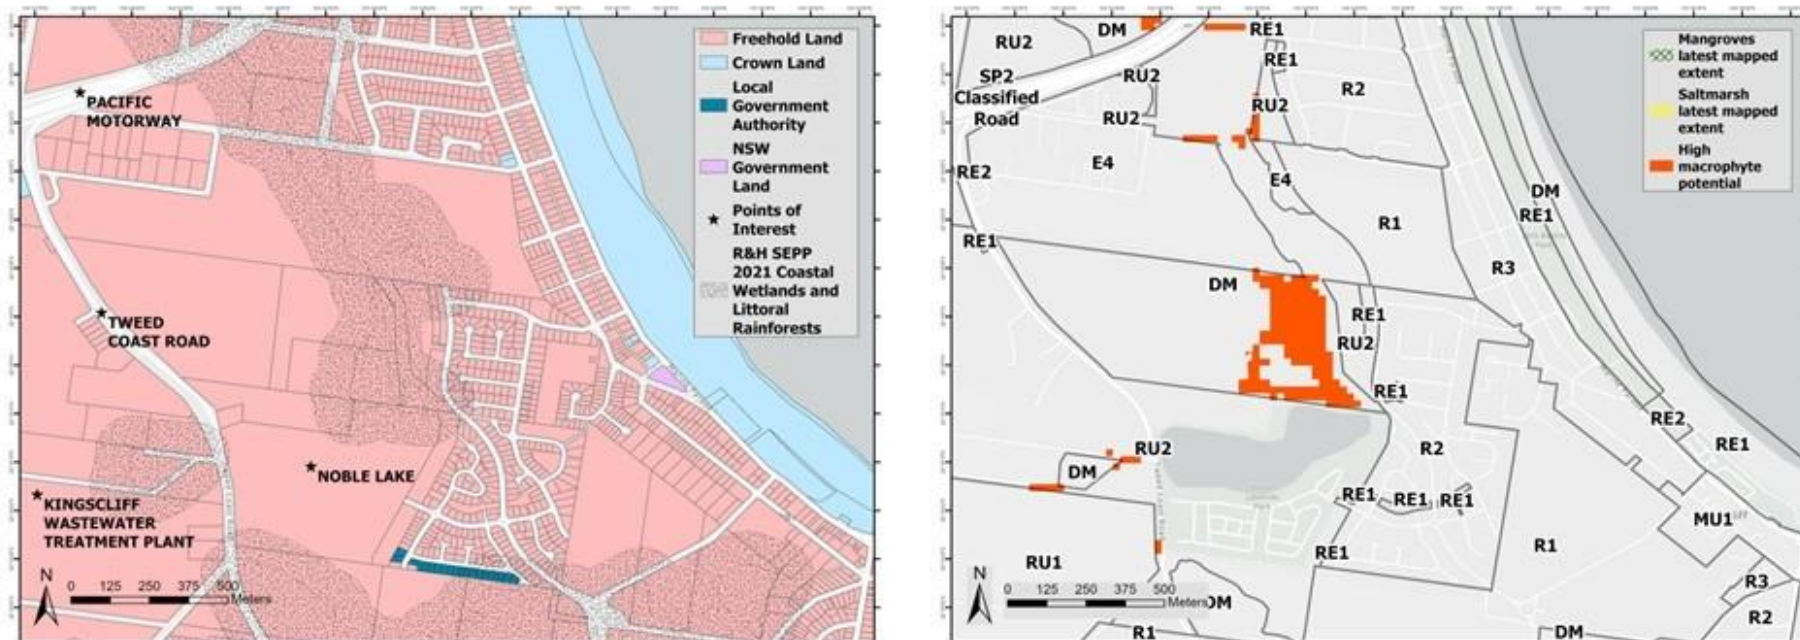 Freehold Land
Crown Land
Local
Government
Authority
NSW
Government
Land
Points of
Interest
R&H SEPP
2021 Coastal
Wetlands and
Littoral
Rainforests
PACIFIC
MOTORWAY
TWEED
COAST ROAD
NOBLE LAKE
KINGSCLIFF
WASTEWATER
TREATMENT PLANT
N
0 125 250 375 500
Meters
Mangroves
latest mapped
extent
Saltmarsh
latest mapped
extent
High
macrophyte
potential
DM
RE1
RU2
RE1
SP2
Classified
Road
RU2
R2
RU2
RU2
E4
RE2
E4
DM
RE1
R1
RE1
R3
DM
RE1
RU2
RE1
RE2
RE1
RU2
R2
DM
RE1
RE1
RE1
MU1
R1
RE1
RU1
R3
N
0 125 250 375 500
Meters
DM
R2
R1
DM